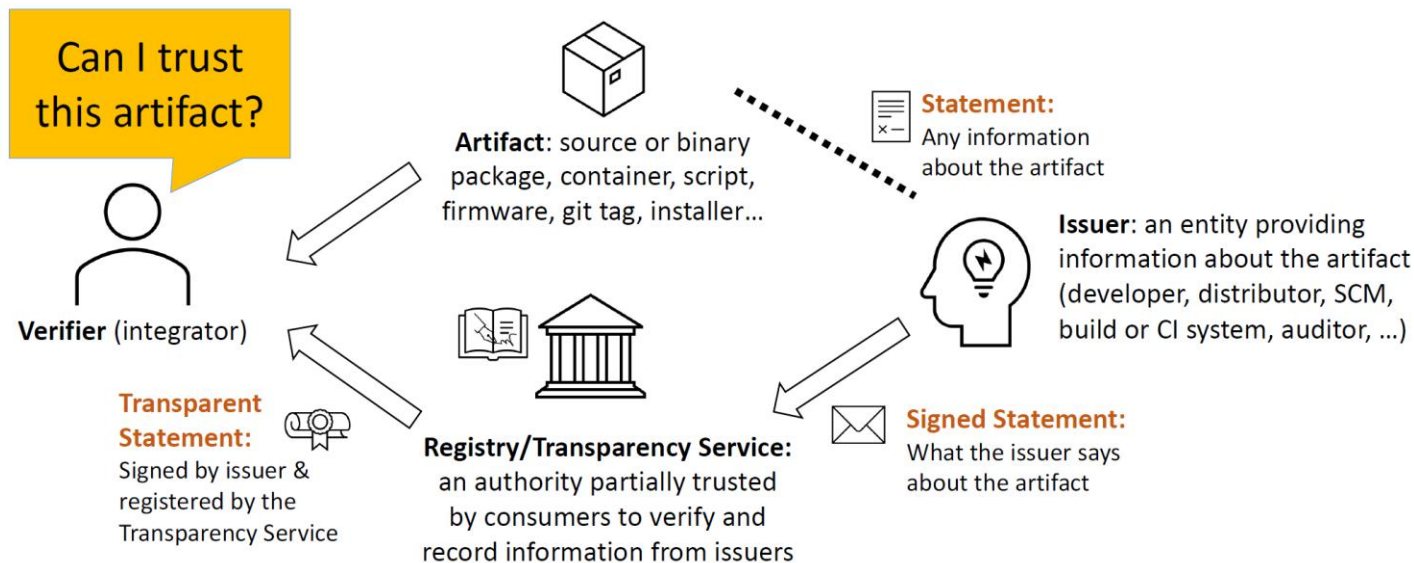 Can I trust
this artifact?
Artifact: source or binary
package, container, script,
firmware, git tag, installer…
Statement:
Any information
about the artifact
Issuer: an entity providing
information about the artifact
(developer, distributor, SCM,
build or CI system, auditor, …)
Verifier (integrator)
Transparent
Statement:
Signed by issuer &
registered by the
Transparency Service
Registry/Transparency Service:
an authority partially trusted
by consumers to verify and
record information from issuers
Signed Statement:
What the issuer says
about the artifact